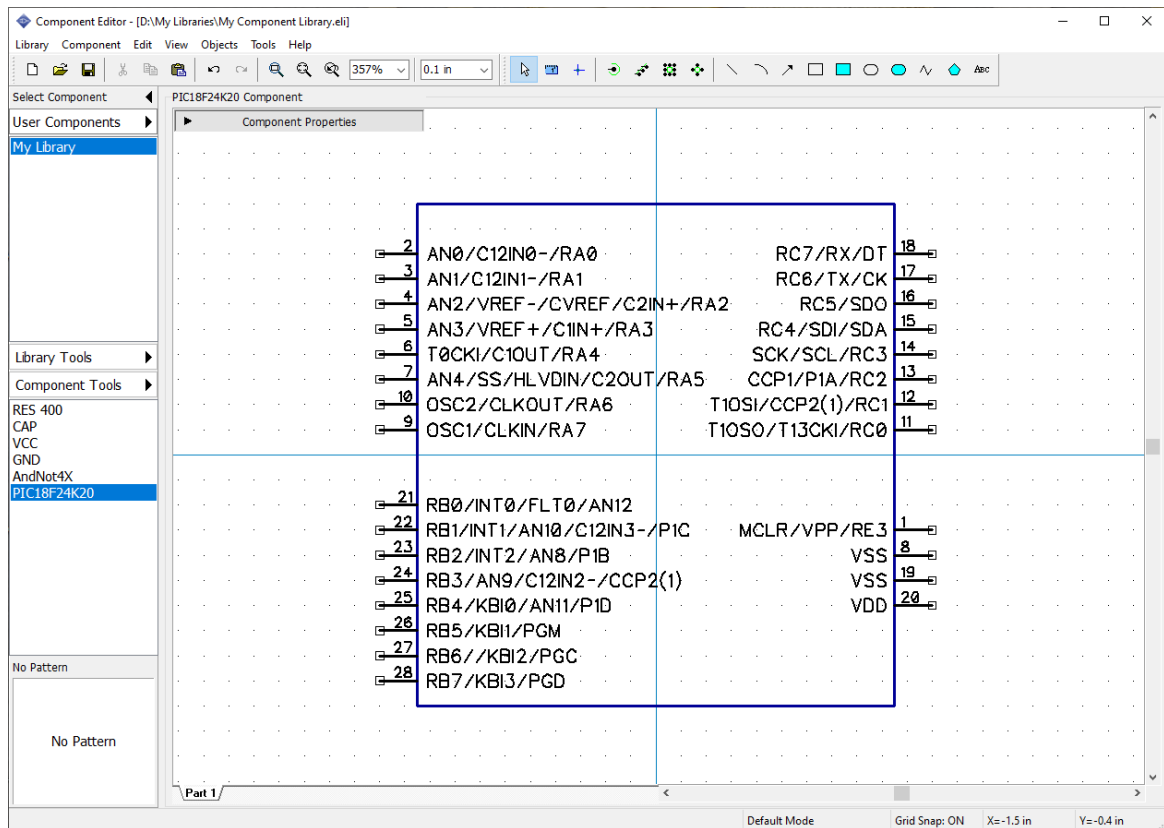 Component Editor - [D:\My Libraries\My Component Library.eli]
Library Component Edit View Objects Tools Help
357% 0.1 in ABC
Select Component
PIC18F24K20 Component
User Components
Component Properties
My Library
2 AN0/C12IN0-/RA0 RC7/RX/DT 18
3 AN1/C12IN1-/RA1 RC6/TX/CK 17
4 AN2/VREF-/CVREF/C2IN+/RA2 RC5/SDO 16
5 AN3/VREF+/C1IN+/RA3 RC4/SDI/SDA 15
6 T0CKI/C1OUT/RA4 SCK/SCL/RC3 14
7 AN4/SS/HLVDIN/C2OUT/RA5 CCP1/P1A/RC2 13
10 OSC2/CLKOUT/RA6 T1OSI/CCP2(1)/RC1 12
9 OSC1/CLKIN/RA7 T1OSO/T13CKI/RC0 11
21 RB0/INT0/FLT0/AN12
22 RB1/INT1/AN10/C12IN3-/P1C MCLR/VPP/RE3 1
23 RB2/INT2/AN8/P1B VSS 8
24 RB3/AN9/C12IN2-/CCP2(1) VSS 19
25 RB4/KBI0/AN11/P1D VDD 20
26 RB5/KBI1/PGM
27 RB6//KBI2/PGC
28 RB7/KBI3/PGD
Library Tools
Component Tools
RES 400
CAP
VCC
GND
AndNot4X
PIC18F24K20
No Pattern
No Pattern
Part 1
Default Mode Grid Snap: ON X=-1.5 in Y=-0.4 in